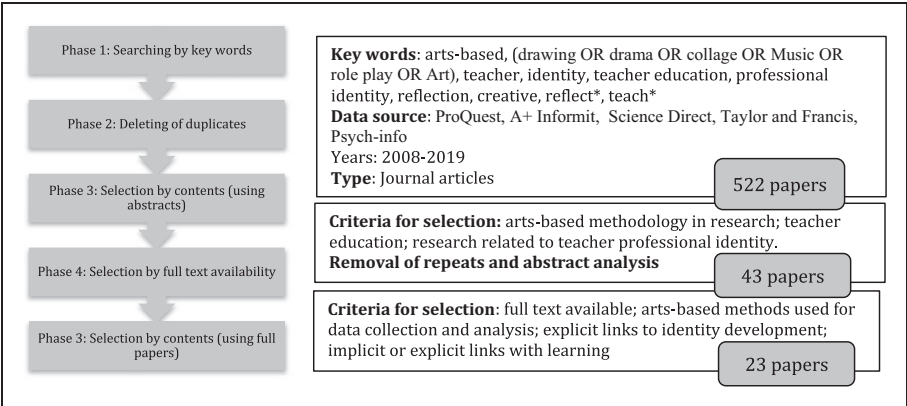 Phase 1: Searching by key words
Phase 2: Deleting of duplicates
Phase 3: Selection by contents (using
abstracts)
Phase 4: Selection by full text availability
Phase 3: Selection by contents (using full
papers)
Key words: arts-based, (drawing OR drama OR collage OR Music OR
role play OR Art), teacher, identity, teacher education, professional
identity, reflection, creative, reflect*, teach*
Data source: ProQuest, A+ Informit, Science Direct, Taylor and Francis,
Psych-info
Years: 2008-2019
Type: Journal articles
522 papers
Criteria for selection: arts-based methodology in research; teacher
education; research related to teacher professional identity.
Removal of repeats and abstract analysis
43 papers
Criteria for selection: full text available; arts-based methods used for
data collection and analysis; explicit links to identity development;
implicit or explicit links with learning
23 papers